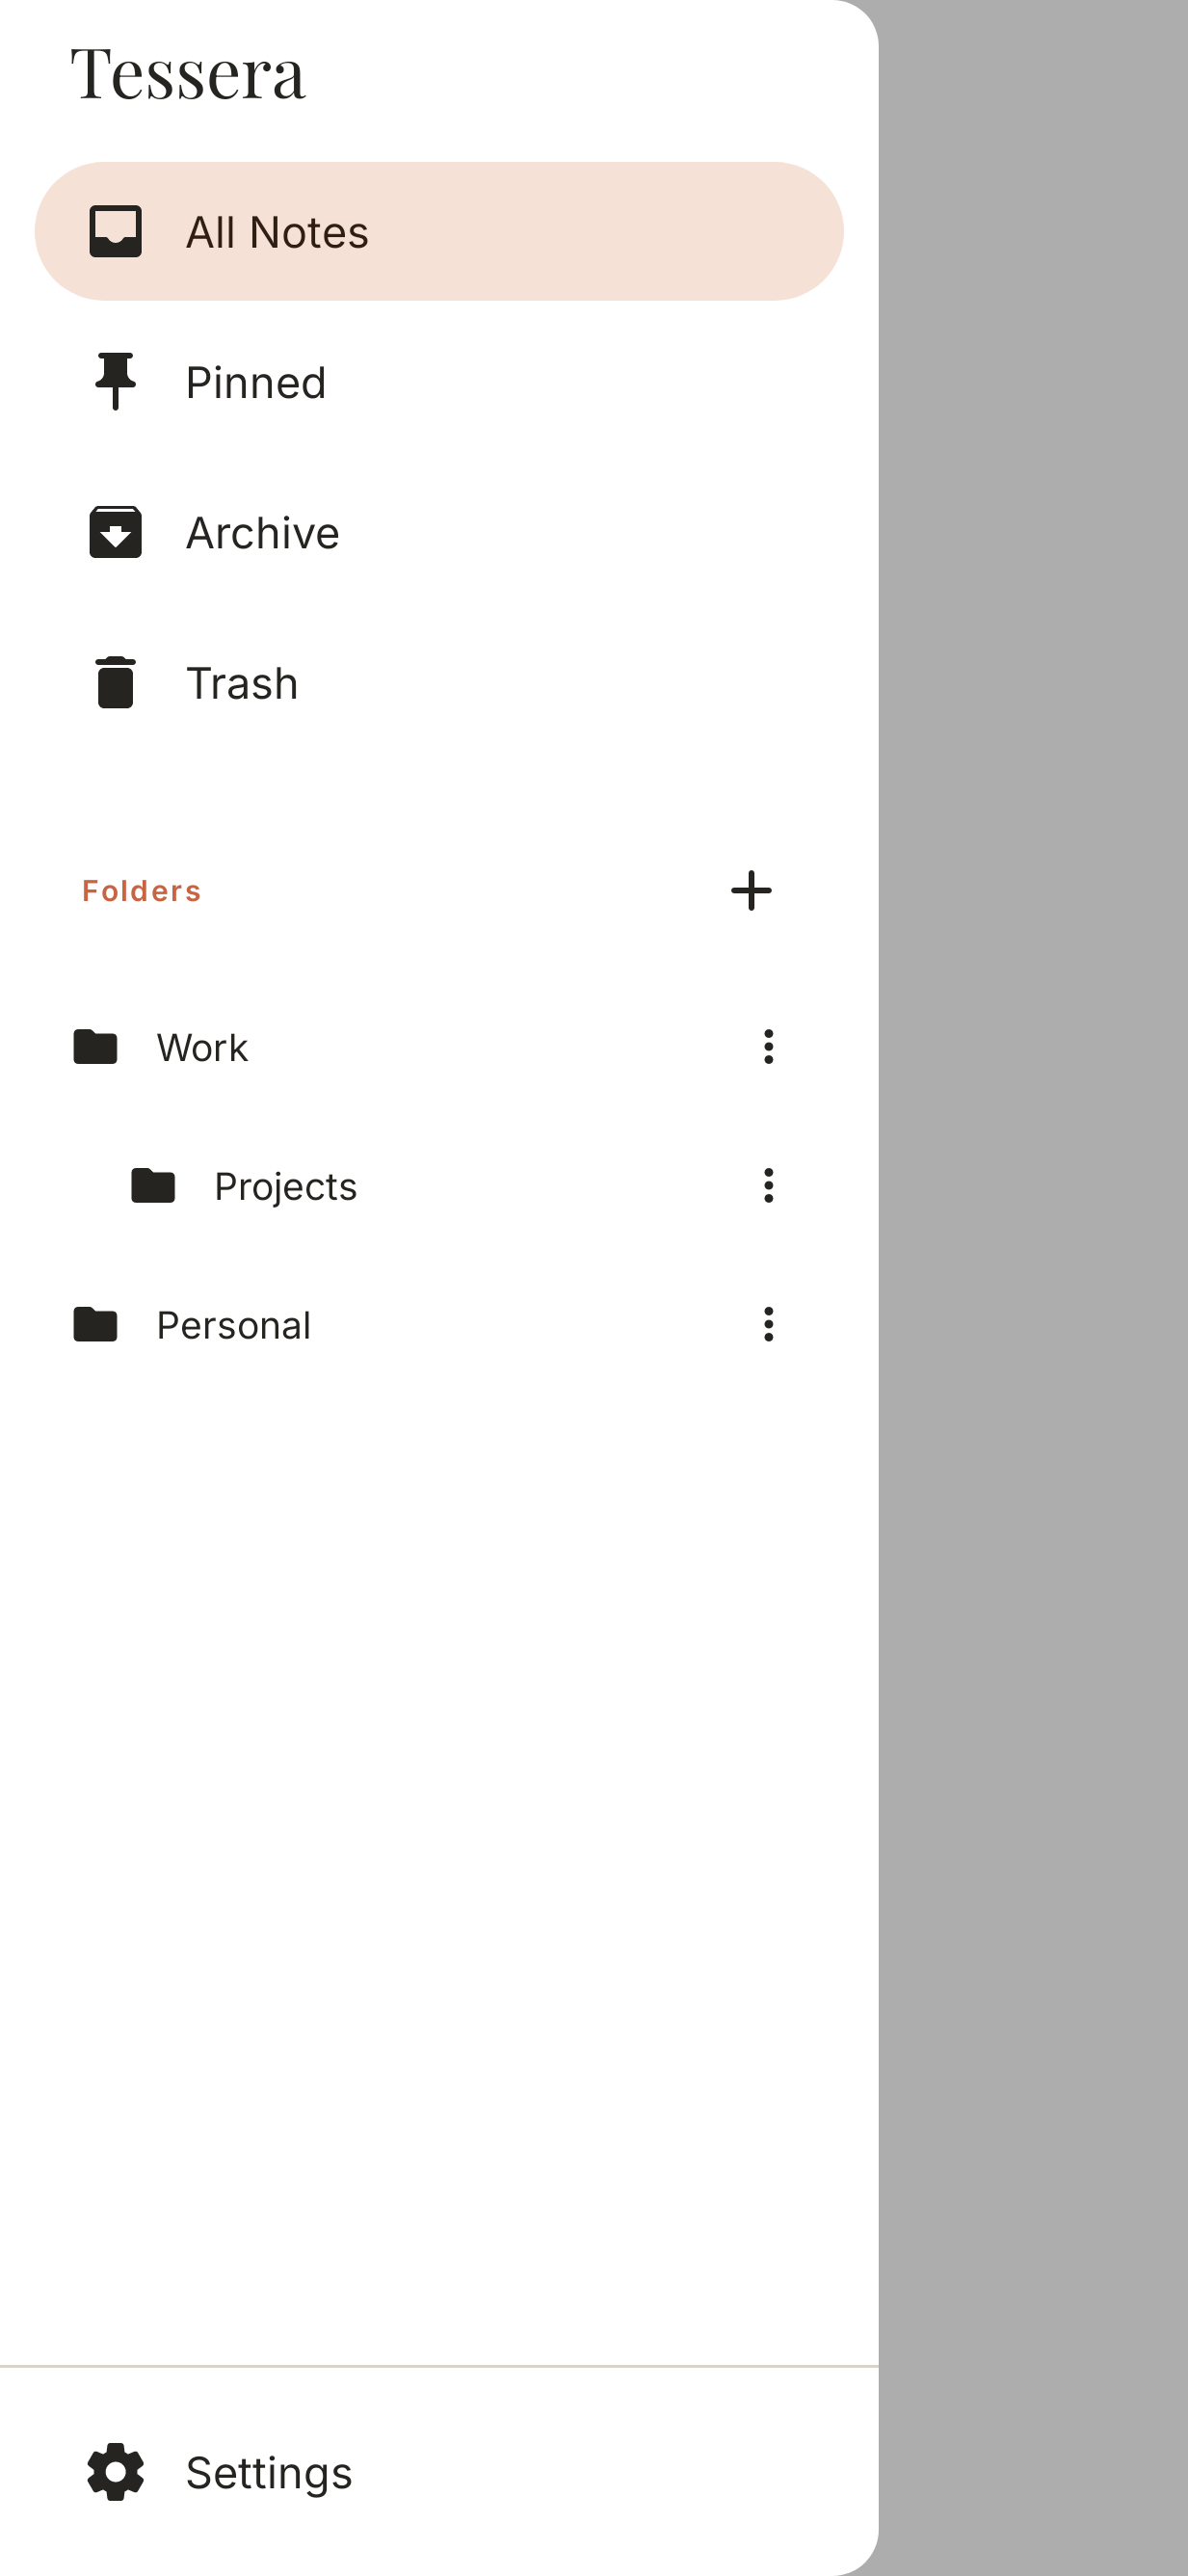 Tessera
All Notes
Pinned
Archive
Trash
Folders
Work
Projects
Personal
Settings